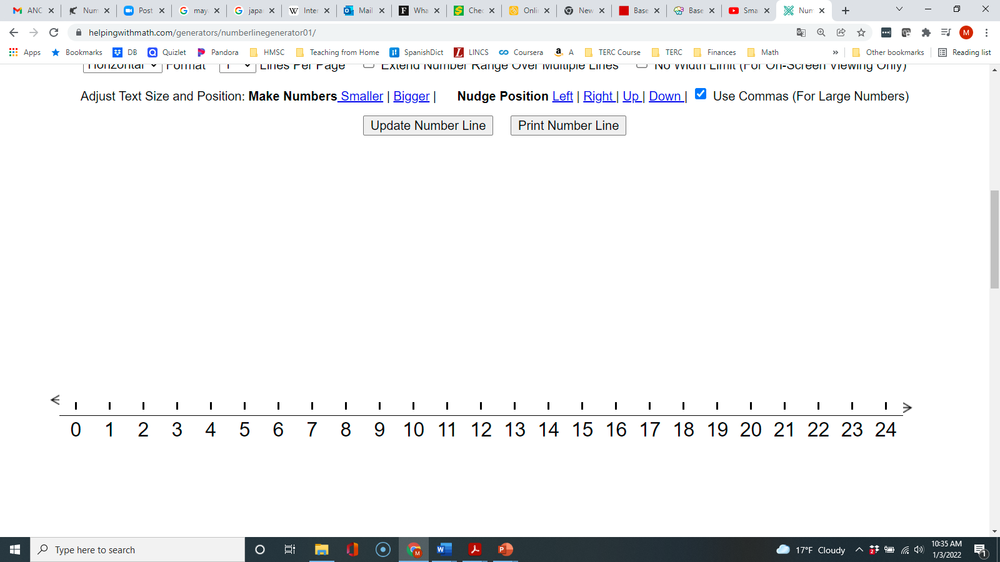 ANC Num Post may. japa Inter Mail Wha Chec Onlin New Base Base Sma Num
helpingwithmath.com/generators/numberlinegenerator01/
Apps Bookmarks DB Quizlet Pandora HMSC Teaching from Home SpanishDict LINCS Coursera A TERC Course TERC Finances Math » Other bookmarks Reading list
Horizontal Format 1 Lines Per Page Extend Number Range Over Multiple Lines No Width Limit (For On-Screen Viewing Only)
Adjust Text Size and Position: Make Numbers Smaller | Bigger | Nudge Position Left | Right | Up | Down | Use Commas (For Large Numbers)
Update Number Line Print Number Line
0 1 2 3 4 5 6 7 8 9 10 11 12 13 14 15 16 17 18 19 20 21 22 23 24
Type here to search 17°F Cloudy 10:35 AM
1/3/2022